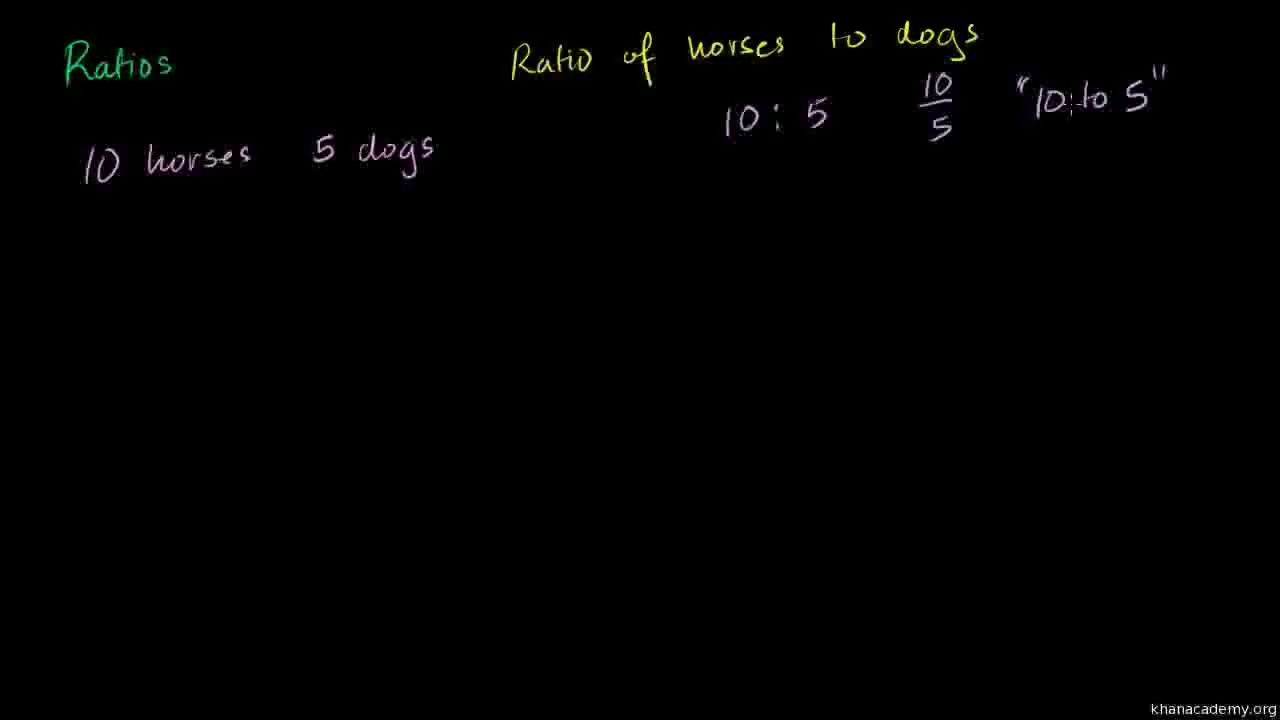 Ratios
Ratio of horses to dogs
10 : 5
10
5
"10 to 5"
10 horses 5 dogs
khanacademy.org